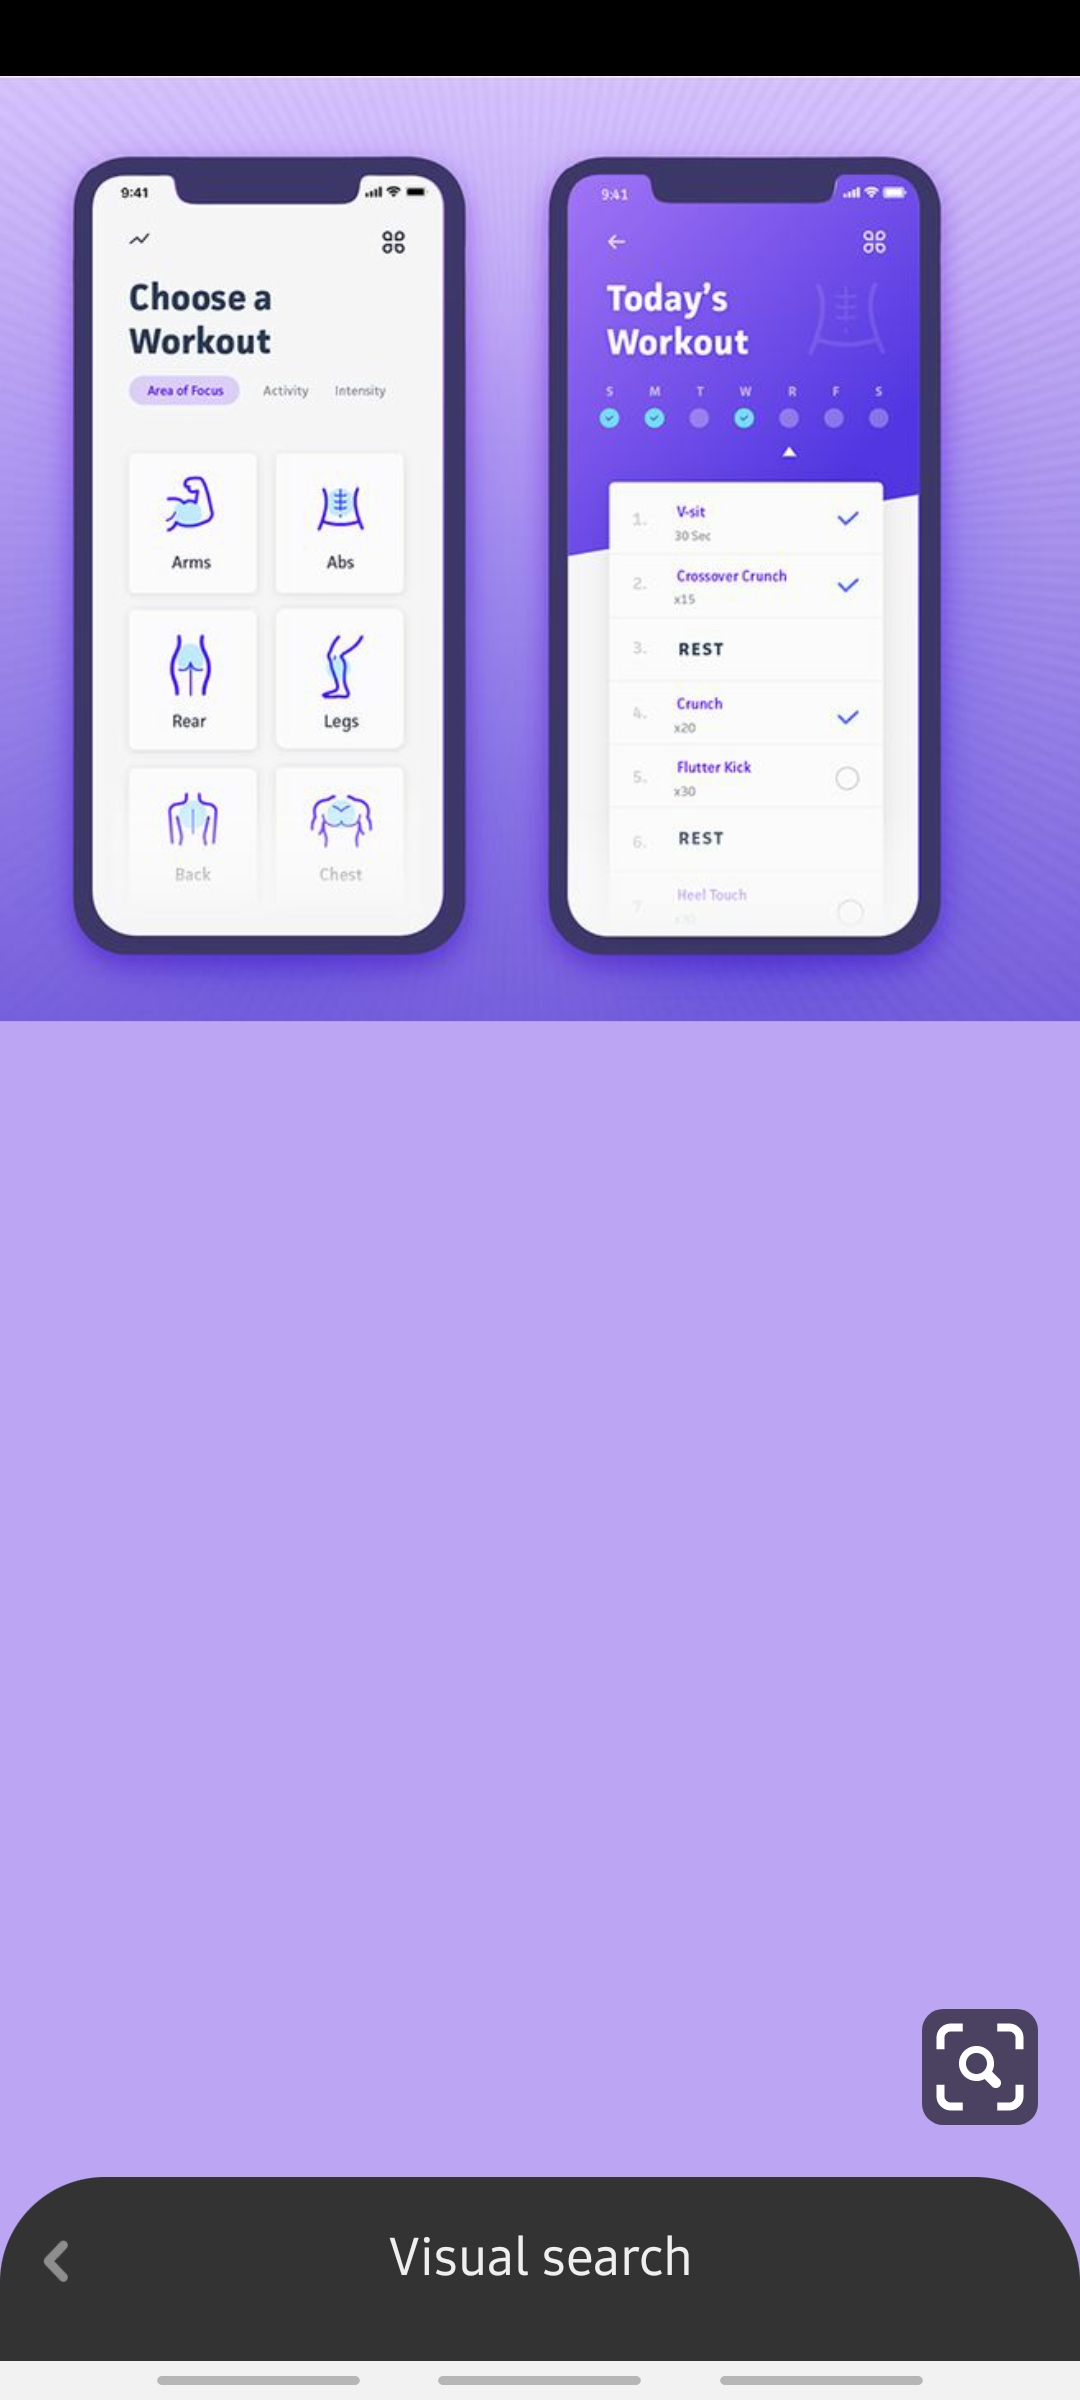 9:41
Choose a
Workout
Area of Focus Activity Intensity
Arms Abs
Rear Legs
Back Chest
9:41
Today's
Workout
S M T W R F S
1. V-sit
30 Sec
2. Crossover Crunch
x15
3. REST
4. Crunch
x20
5. Flutter Kick
x30
6. REST
7 Heel Touch
Visual search